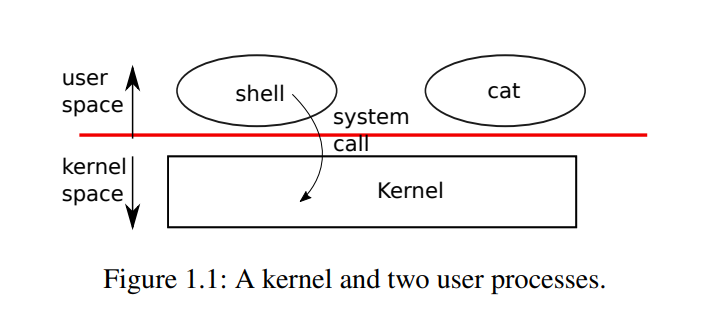 user
space
shell
cat
system
call
kernel
space
Kernel
Figure 1.1: A kernel and two user processes.